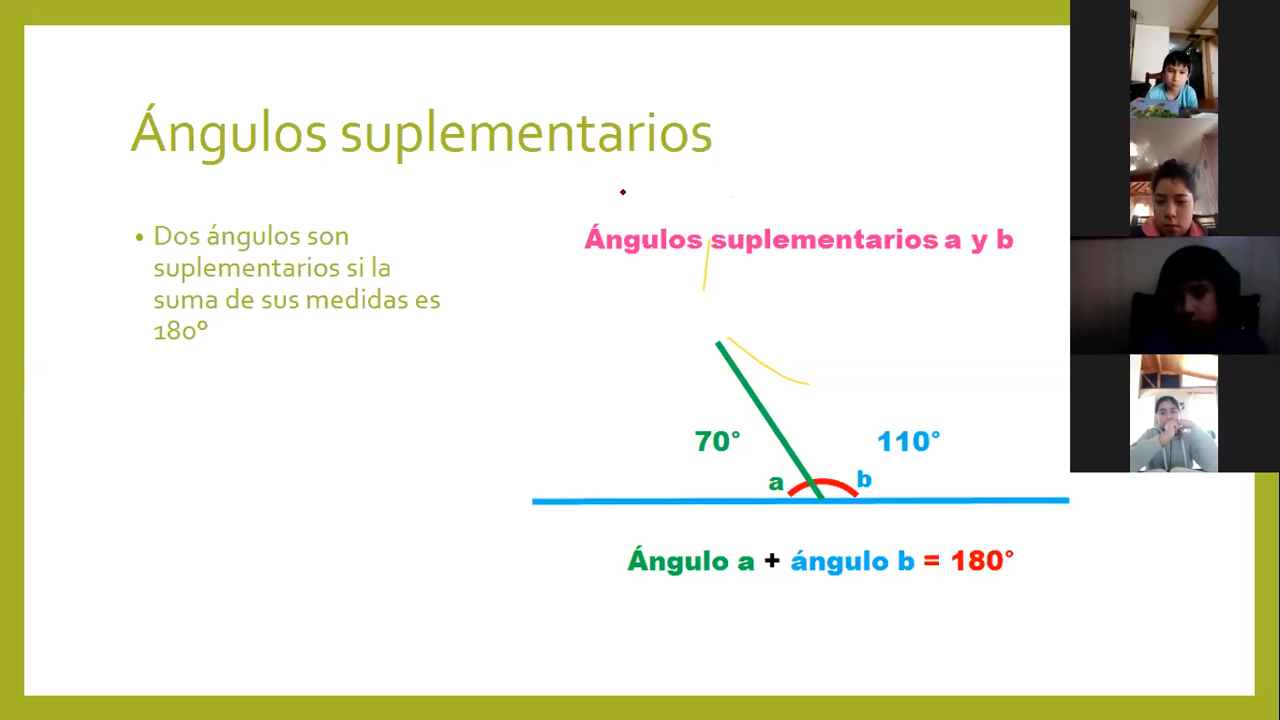 Ángulos suplementarios
• Dos ángulos son
suplementarios si la
suma de sus medidas es
180°
Ángulos suplementarios a y b
70°
110°
a
b
Ángulo a + ángulo b = 180°